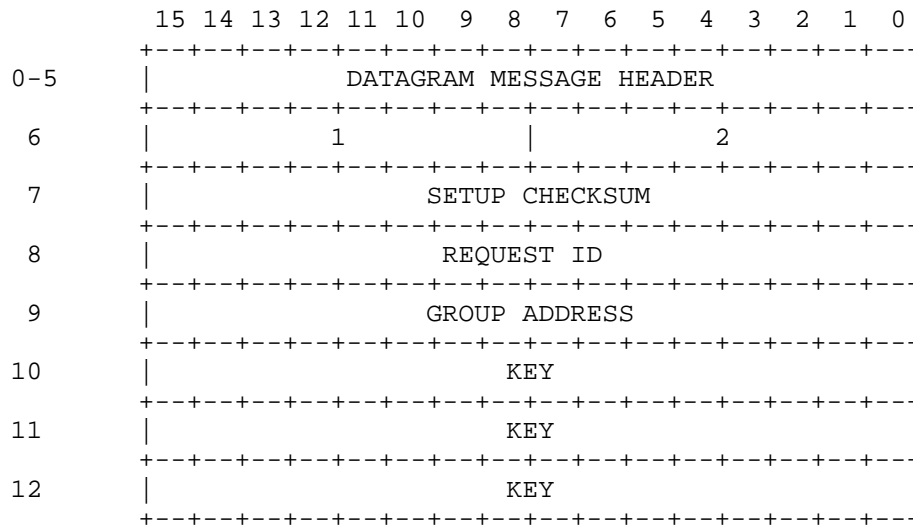 15 14 13 12 11 10 9 8 7 6 5 4 3 2 1 0
+--+--+--+--+--+--+--+--+--+--+--+--+--+--+--+---
0-5 | DATAGRAM MESSAGE HEADER
+--+--+--+--+--+--+--+--+--+--+--+--+--+--+--+---
6 | 1 | 2
+--+--+--+--+--+--+--+--+--+--+--+--+--+--+--+---
7 | SETUP CHECKSUM
+--+--+--+--+--+--+--+--+--+--+--+--+--+--+--+---
8 | REQUEST ID
+--+--+--+--+--+--+--+--+--+--+--+--+--+--+--+---
9 | GROUP ADDRESS
+--+--+--+--+--+--+--+--+--+--+--+--+--+--+--+---
10 | KEY
+--+--+--+--+--+--+--+--+--+--+--+--+--+--+--+---
11 | KEY
+--+--+--+--+--+--+--+--+--+--+--+--+--+--+--+---
12 | KEY
+--+--+--+--+--+--+--+--+--+--+--+--+--+--+--+---